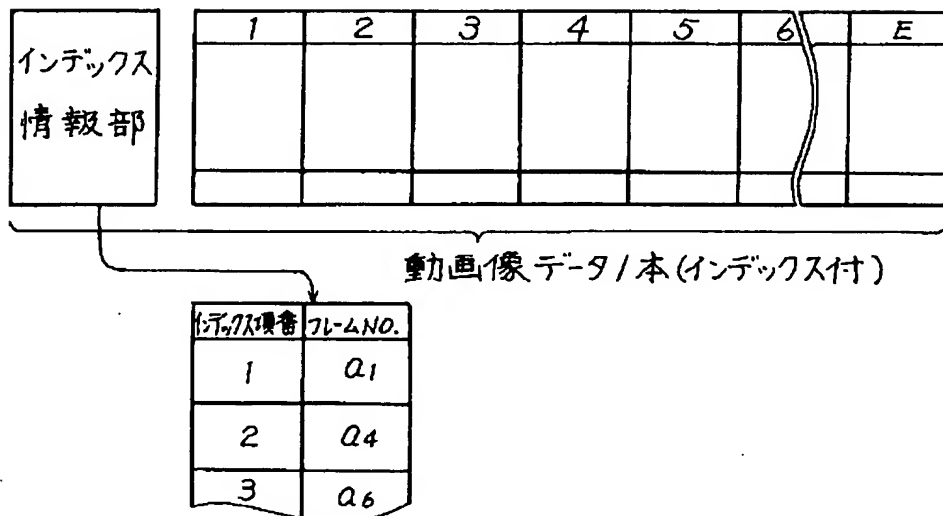 インデックス
情報部
1 2 3 4 5 6 E
動画像データ1本(インデックス付)
インデックス項番 フレームNO.
1 a1
2 a4
3 a6